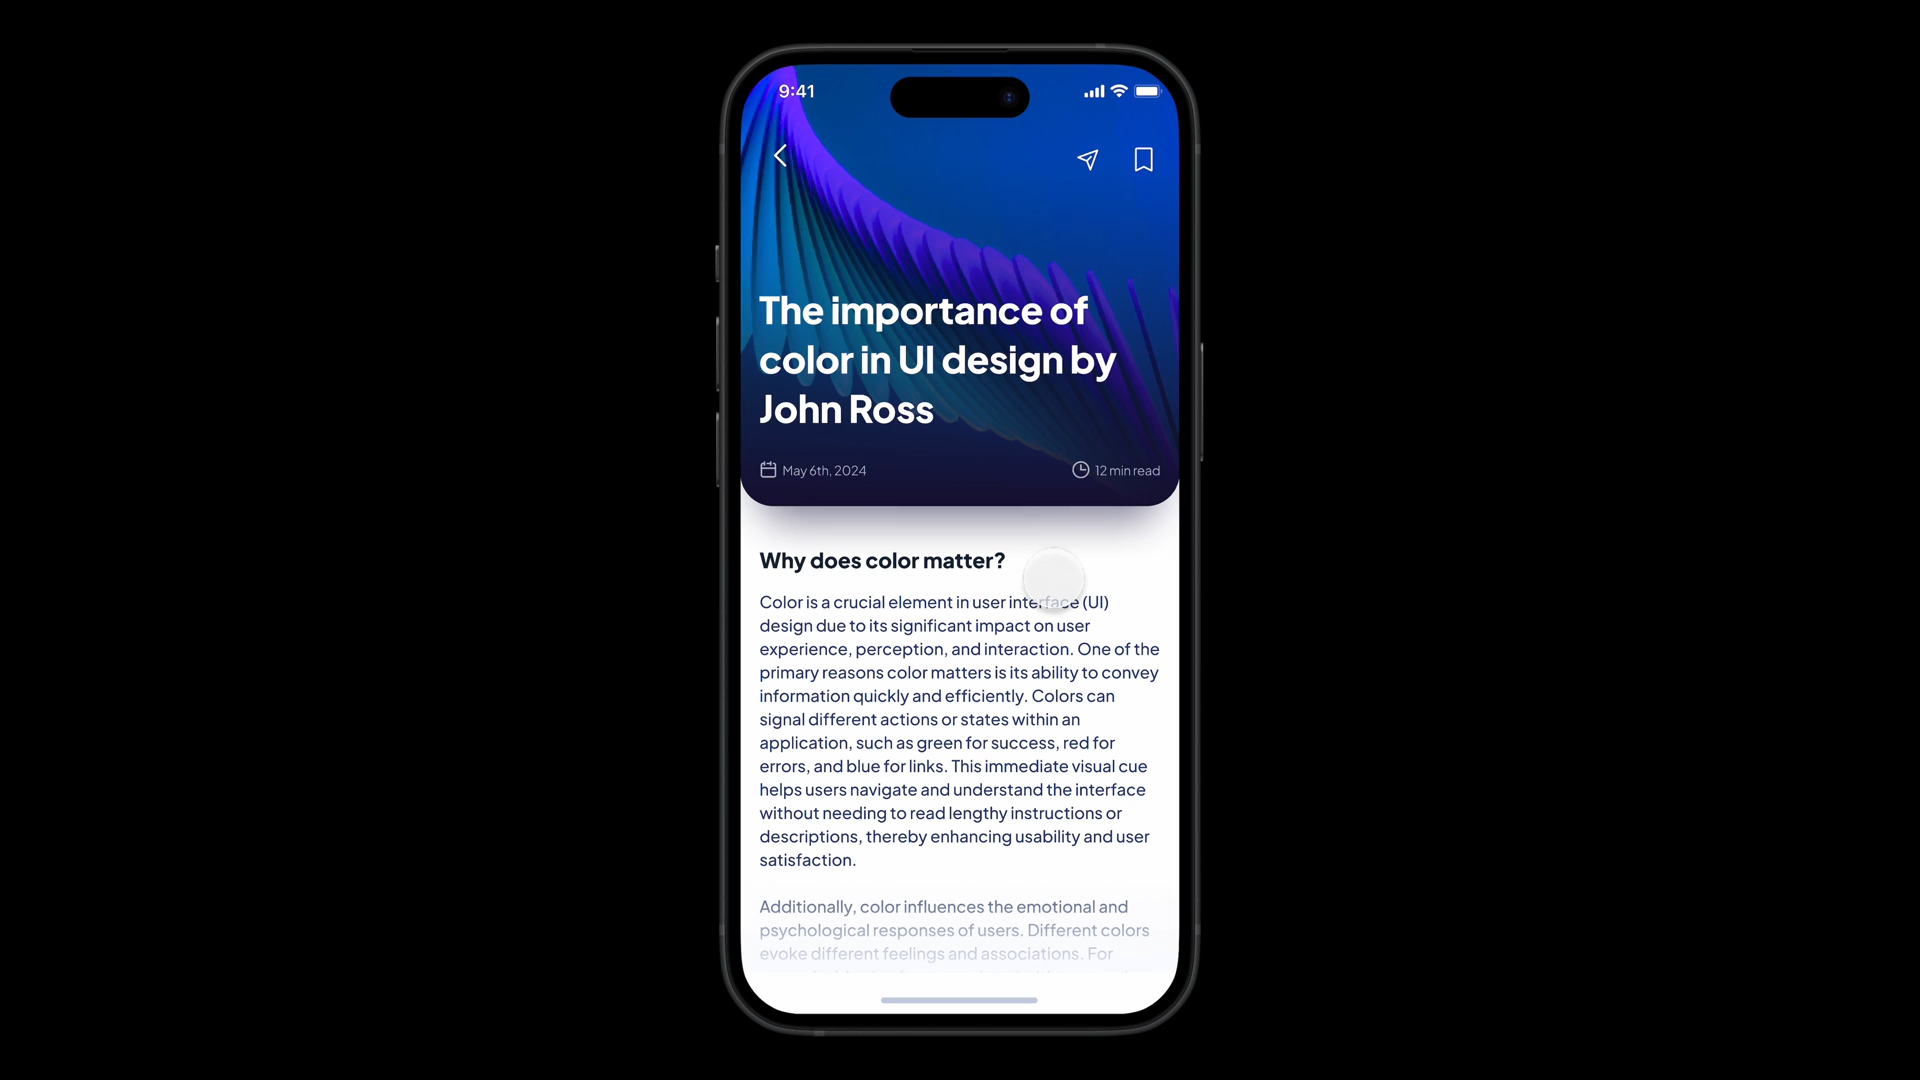 9:41
The importance of
color in UI design by
John Ross
May 6th, 2024
12 min read
Why does color matter?
Color is a crucial element in user interface (UI)
design due to its significant impact on user
experience, perception, and interaction. One of the
primary reasons color matters is its ability to convey
information quickly and efficiently. Colors can
signal different actions or states within an
application, such as green for success, red for
errors, and blue for links. This immediate visual cue
helps users navigate and understand the interface
without needing to read lengthy instructions or
descriptions, thereby enhancing usability and user
satisfaction.
Additionally, color influences the emotional and
psychological responses of users. Different colors
evoke different feelings and associations. For